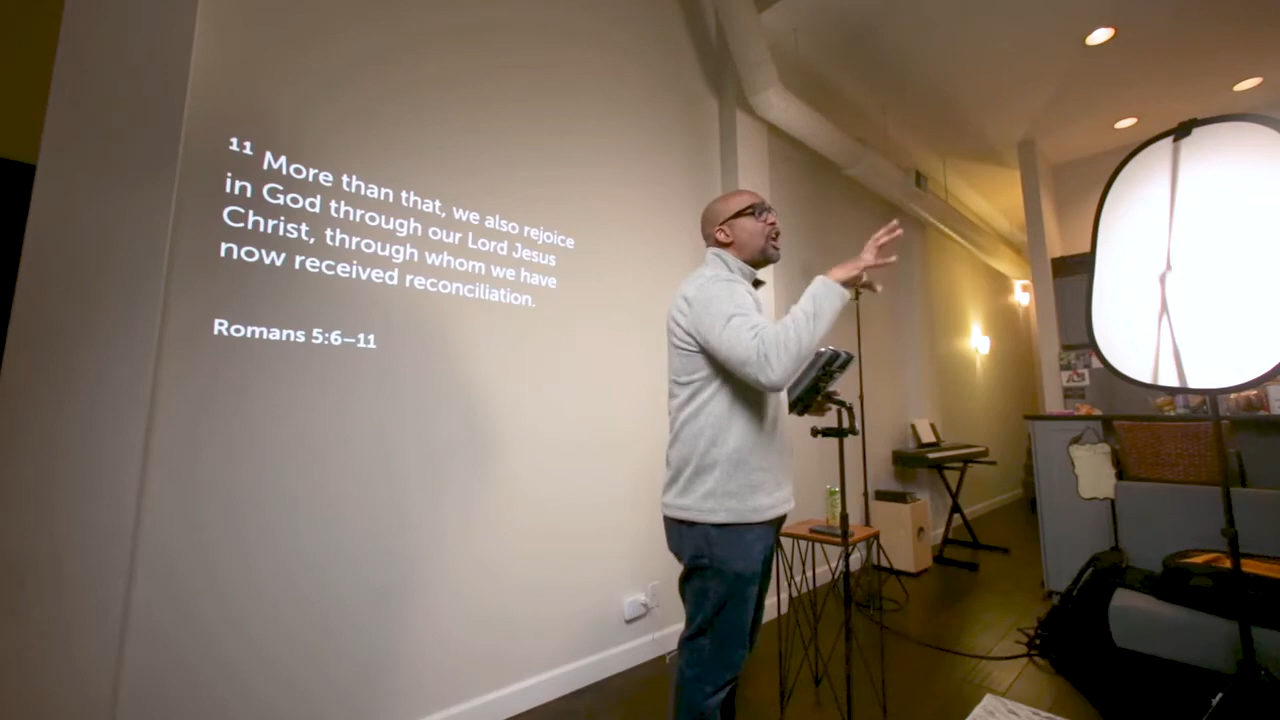 ¹¹ More than that, we also rejoice
in God through our Lord Jesus
Christ, through whom we have
now received reconciliation.
Romans 5:6–11